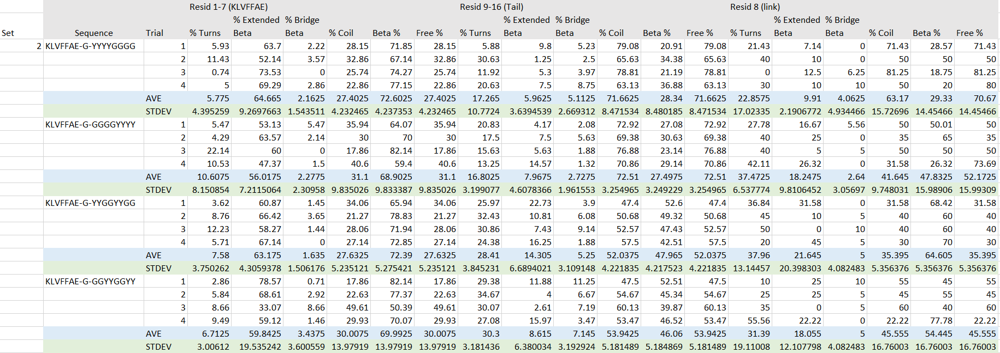 Resid 1-7 (KLVFFAE) Resid 9-16 (Tail) Resid 8 (link)
% Extended % Bridge % Extended % Bridge % Extended % Bridge
Set Sequence Trial % Turns Beta Beta % Coil Beta % Free % % Turns Beta Beta % Coil Beta % Free % % Turns Beta Beta % Coil Beta % Free %
2 KLVFFAE-G-YYYYGGGG 1 5.93 63.7 2.22 28.15 71.85 28.15 5.88 9.8 5.23 79.08 20.91 79.08 21.43 7.14 0 71.43 28.57 71.43
2 11.43 52.14 3.57 32.86 67.14 32.86 30.63 1.25 2.5 65.63 34.38 65.63 40 10 0 50 50 50
3 0.74 73.53 0 25.74 74.27 25.74 11.92 5.3 3.97 78.81 21.19 78.81 0 12.5 6.25 81.25 18.75 81.25
4 5 69.29 2.86 22.86 77.15 22.86 20.63 7.5 8.75 63.13 36.88 63.13 30 10 10 50 20 80
AVE 5.775 64.665 2.1625 27.4025 72.6025 27.4025 17.265 5.9625 5.1125 71.6625 28.34 71.6625 22.8575 9.91 4.0625 63.17 29.33 70.67
STDEV 4.395259 9.2697663 1.543511 4.232465 4.237353 4.232465 10.7724 3.6394539 2.669312 8.471534 8.480185 8.471534 17.02335 2.1906772 4.934466 15.72696 14.45466 14.45466
KLVFFAE-G-GGGGYYYY 1 5.47 53.13 5.47 35.94 64.07 35.94 20.83 4.17 2.08 72.92 27.08 72.92 27.78 16.67 5.56 50 50.01 50
2 4.29 63.57 2.14 30 70 30 17.5 7.5 5.63 69.38 30.63 69.38 40 25 0 35 65 35
3 22.14 60 0 17.86 82.14 17.86 15.63 5.63 1.88 76.88 23.14 76.88 40 5 5 50 50 50
4 10.53 47.37 1.5 40.6 59.4 40.6 13.25 14.57 1.32 70.86 29.14 70.86 42.11 26.32 0 31.58 26.32 73.69
AVE 10.6075 56.0175 2.2775 31.1 68.9025 31.1 16.8025 7.9675 2.7275 72.51 27.4975 72.51 37.4725 18.2475 2.64 41.645 47.8325 52.1725
STDEV 8.150854 7.2115064 2.30958 9.835026 9.833387 9.835026 3.199077 4.6078366 1.961553 3.254965 3.249229 3.254965 6.537774 9.8106452 3.05697 9.748031 15.98906 15.99309
KLVFFAE-G-YYGGYYGG 1 3.62 60.87 1.45 34.06 65.94 34.06 25.97 22.73 3.9 47.4 52.6 47.4 36.84 31.58 0 31.58 68.42 31.58
2 8.76 66.42 3.65 21.27 78.83 21.27 32.43 10.81 6.08 50.68 49.32 50.68 45 10 5 40 60 40
3 12.23 58.27 1.44 28.06 71.94 28.06 30.86 7.43 9.14 52.57 47.43 52.57 50 0 10 40 60 40
4 5.71 67.14 0 27.14 72.85 27.14 24.38 16.25 1.88 57.5 42.51 57.5 20 45 5 30 70 30
AVE 7.58 63.175 1.635 27.6325 72.39 27.6325 28.41 14.305 5.25 52.0375 47.965 52.0375 37.96 21.645 5 35.395 64.605 35.395
STDEV 3.750262 4.3059378 1.506176 5.235121 5.275421 5.235121 3.845231 6.6894021 3.109148 4.221835 4.217523 4.221835 13.14457 20.398303 4.082483 5.356376 5.356376 5.356376
KLVFFAE-G-GGYYGGYY 1 2.86 78.57 0.71 17.86 82.14 17.86 29.38 11.88 11.25 47.5 52.51 47.5 10 25 10 55 45 55
2 5.84 68.61 2.92 22.63 77.37 22.63 34.67 4 6.67 54.67 45.34 54.67 25 25 5 45 55 45
3 8.66 33.07 8.66 49.61 50.39 49.61 30.07 2.61 7.19 60.13 39.87 60.13 35 0 5 60 40 60
4 9.49 59.12 1.46 29.93 70.07 29.93 27.08 15.97 3.47 53.47 46.52 53.47 55.56 22.22 0 22.22 77.78 22.22
AVE 6.7125 59.8425 3.4375 30.0075 69.9925 30.0075 30.3 8.615 7.145 53.9425 46.06 53.9425 31.39 18.055 5 45.555 54.445 45.555
STDEV 3.00612 19.535242 3.600559 13.97919 13.97919 13.97919 3.181436 6.380034 3.192924 5.181489 5.184869 5.181489 19.11008 12.107798 4.082483 16.76003 16.76003 16.76003